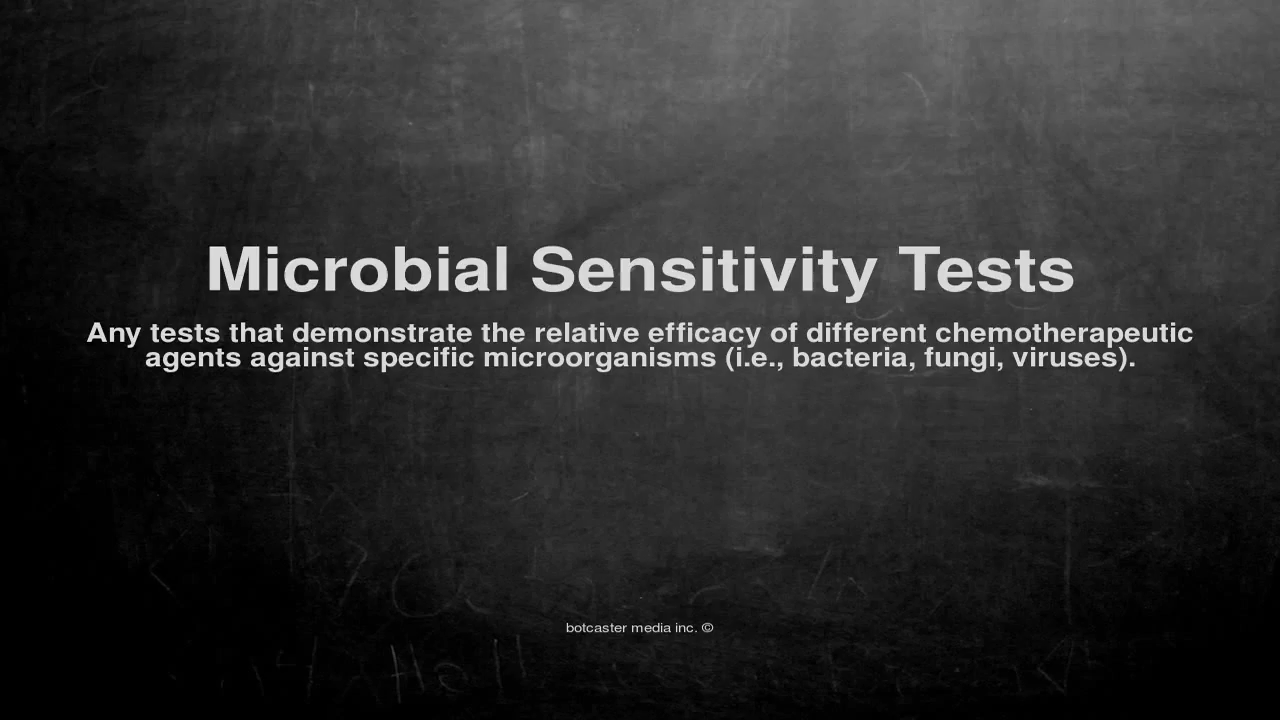 Microbial Sensitivity Tests
Any tests that demonstrate the relative efficacy of different chemotherapeutic
agents against specific microorganisms (i.e., bacteria, fungi, viruses).
botcaster media inc. ©